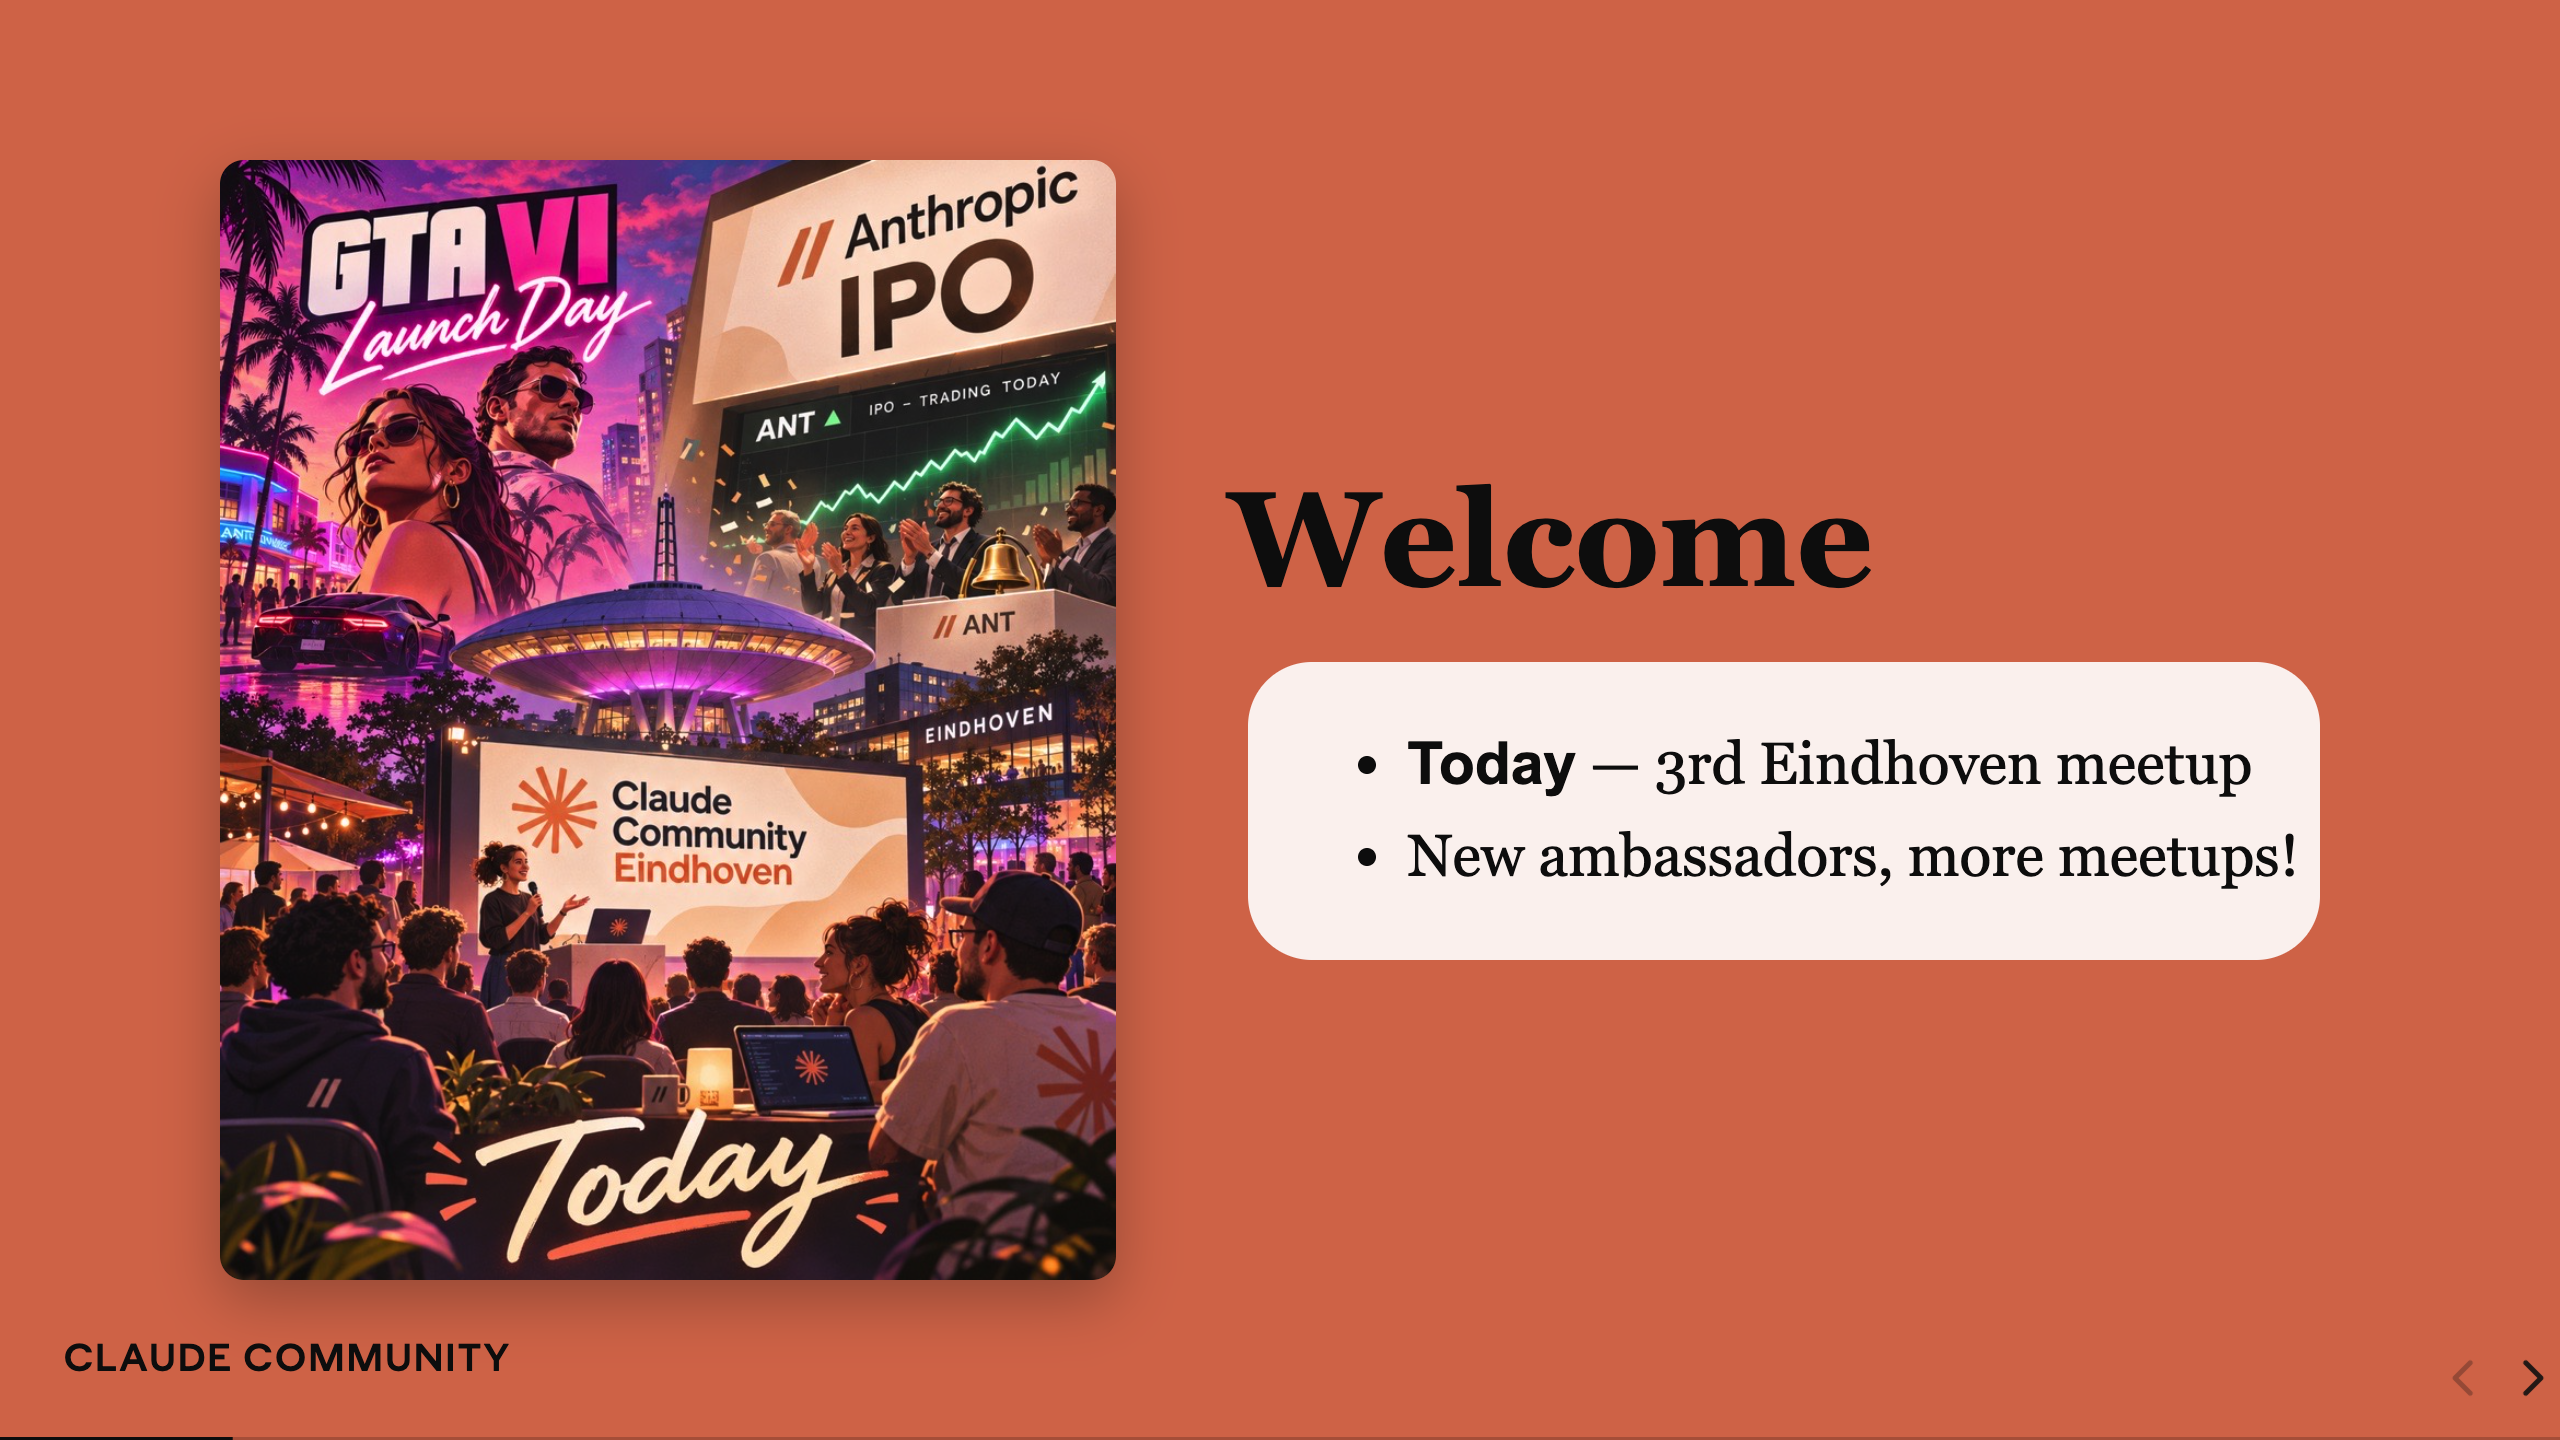 GTA VI
Launch Day
Anthropic
IPO
ANT
IPO – TRADING TODAY
ANT
EINDHOVEN
Claude
Community
Eindhoven
Today
Welcome
Today — 3rd Eindhoven meetup
New ambassadors, more meetups!
CLAUDE COMMUNITY